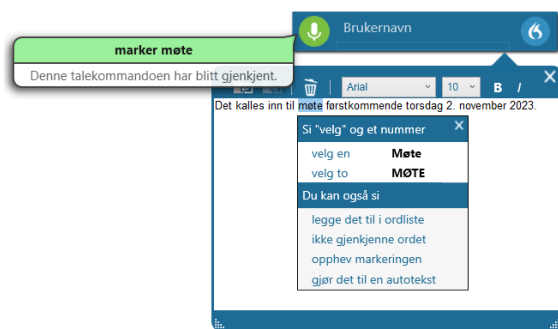 Brukernavn
marker møte
Denne talekommandoen har blitt gjenkjent.
Arial 10 B I
Det kalles inn til møte førstkommende torsdag 2. november 2023.
Si "velg" og et nummer
velg en Møte
velg to MØTE
Du kan også si
legge det til i ordliste
ikke gjenkjenne ordet
opphev markeringen
gjør det til en autotekst